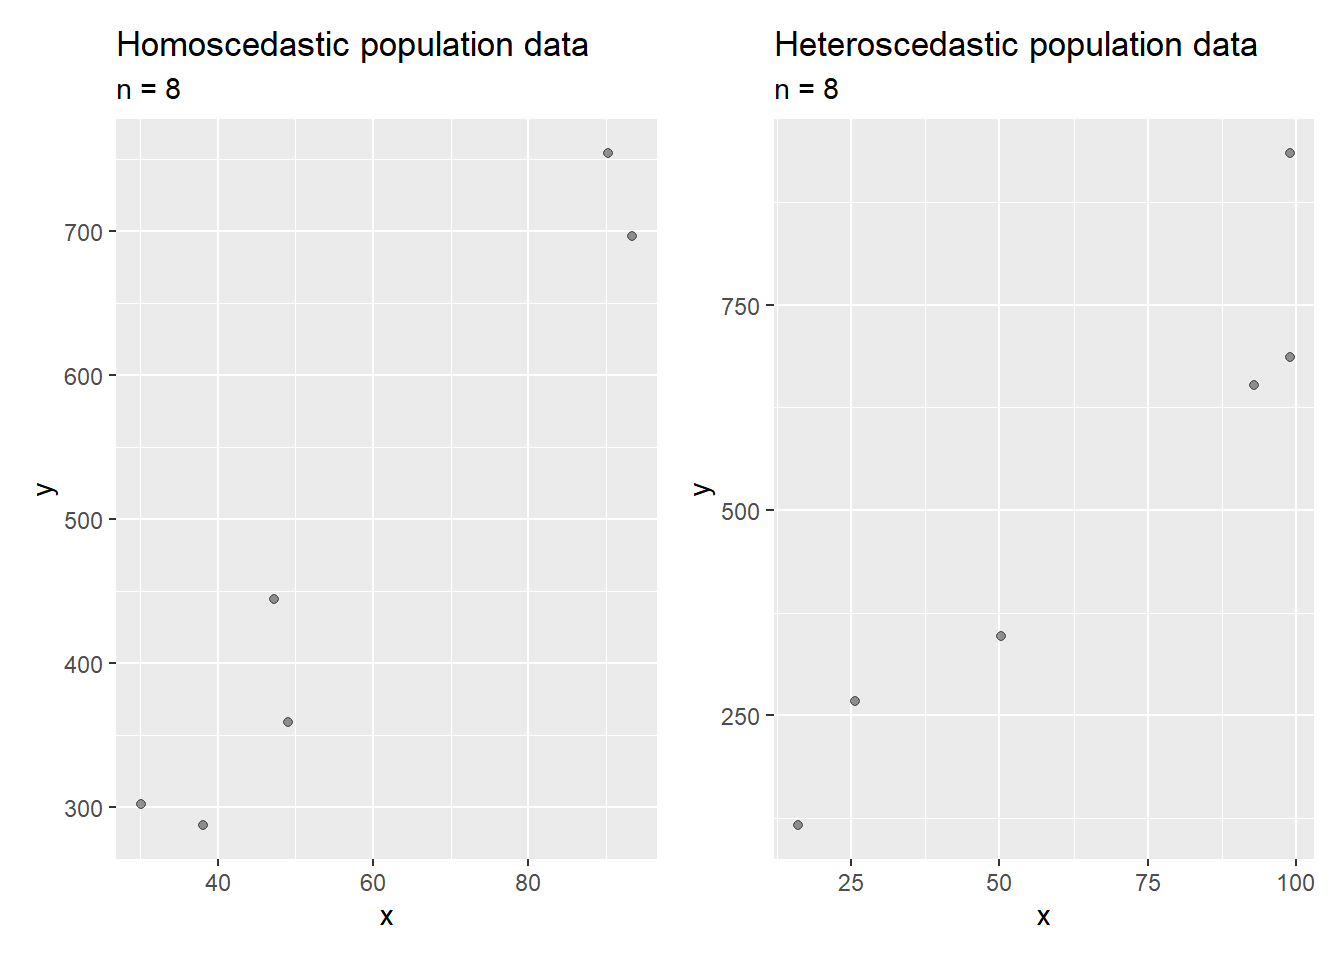 Homoscedastic population data
n = 8
700
600
500
400
300
y
40 60 80
x
Heteroscedastic population data
n = 8
750
500
250
y
25 50 75 100
x